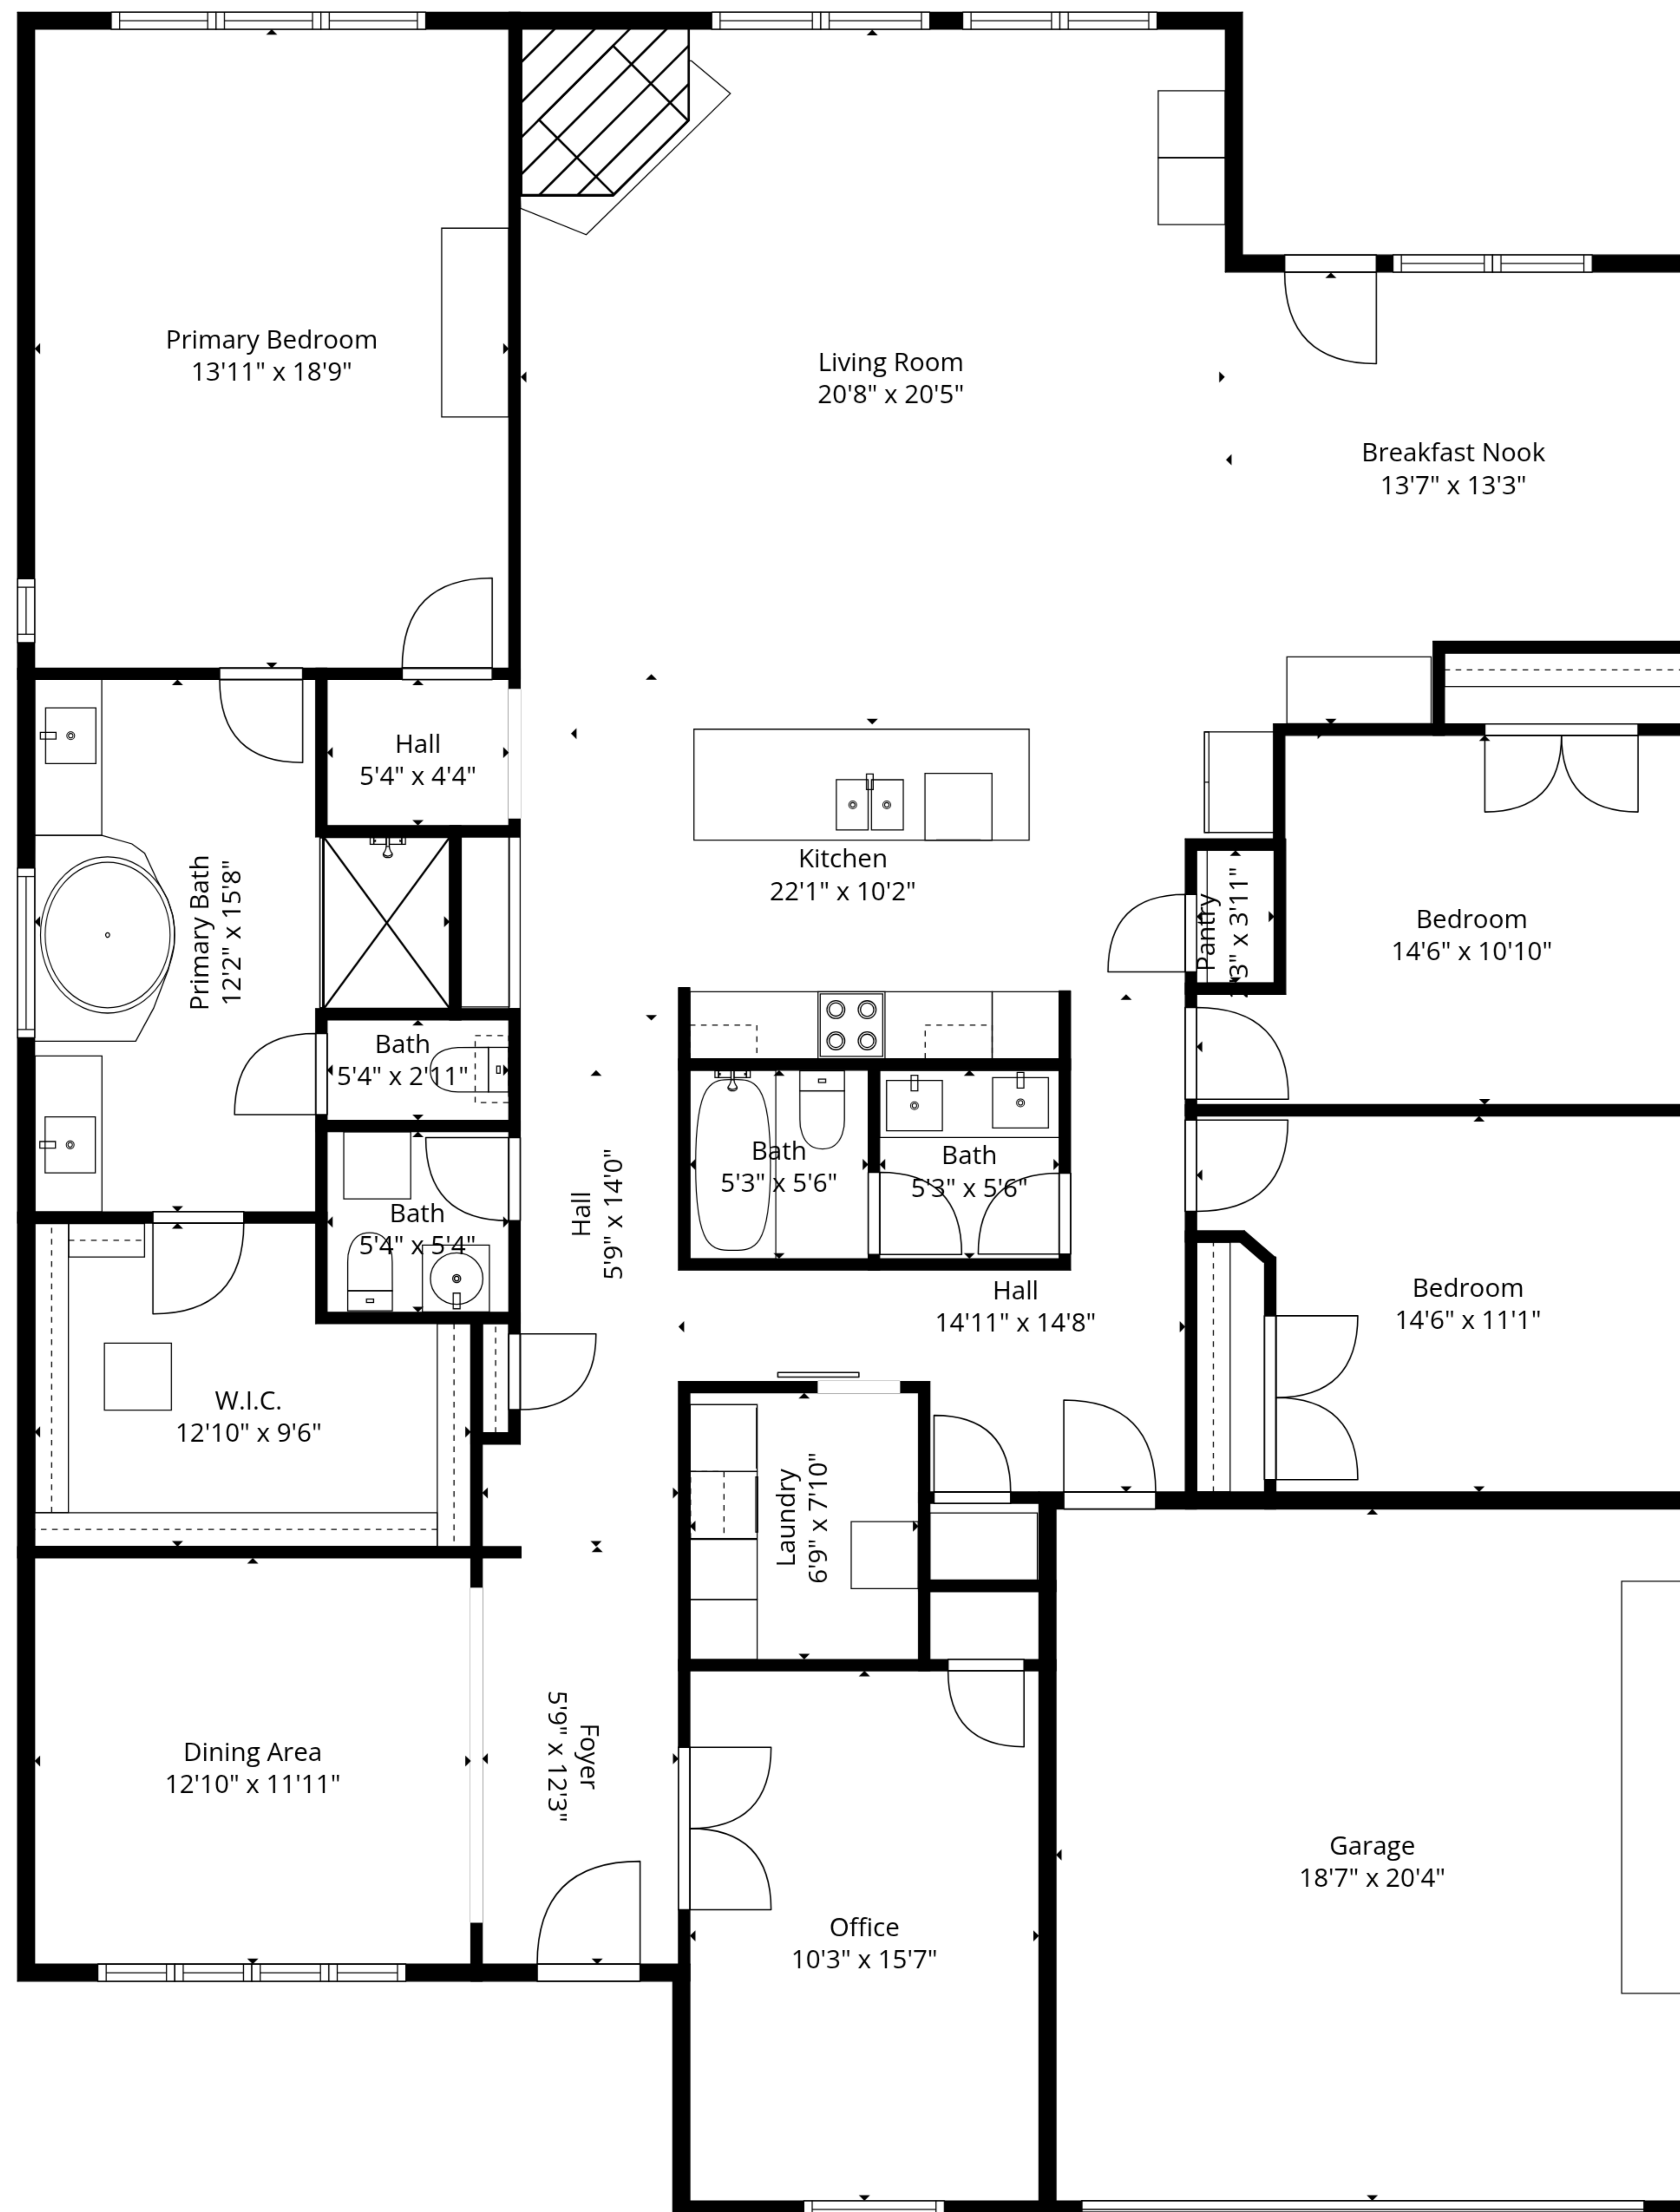 Primary Bedroom
13'11" x 18'9"
Living Room
20'8" x 20'5"
Breakfast Nook
13'7" x 13'3"
Hall
5'4" x 4'4"
Kitchen
22'1" x 10'2"
Primary Bath
12'2" x 15'8"
Pantry
3'11"
Bedroom
14'6" x 10'10"
Bath
5'4" x 2'11"
Bath
5'4" x 5'4"
Hall
5'9" x 14'0"
Bath
5'3" x 5'6"
Bath
5'3" x 5'6"
Hall
14'11" x 14'8"
Bedroom
14'6" x 11'1"
W.I.C.
12'10" x 9'6"
Laundry
6'9" x 7'10"
Dining Area
12'10" x 11'11"
Foyer
5'9" x 12'3"
Office
10'3" x 15'7"
Garage
18'7" x 20'4"